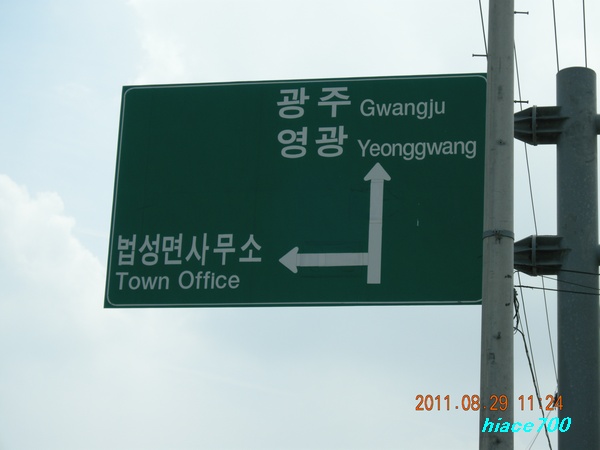 광주 Gwangju
영광 Yeonggwang
법성면사무소
Town Office
2011.08.29 11:24
hiace700